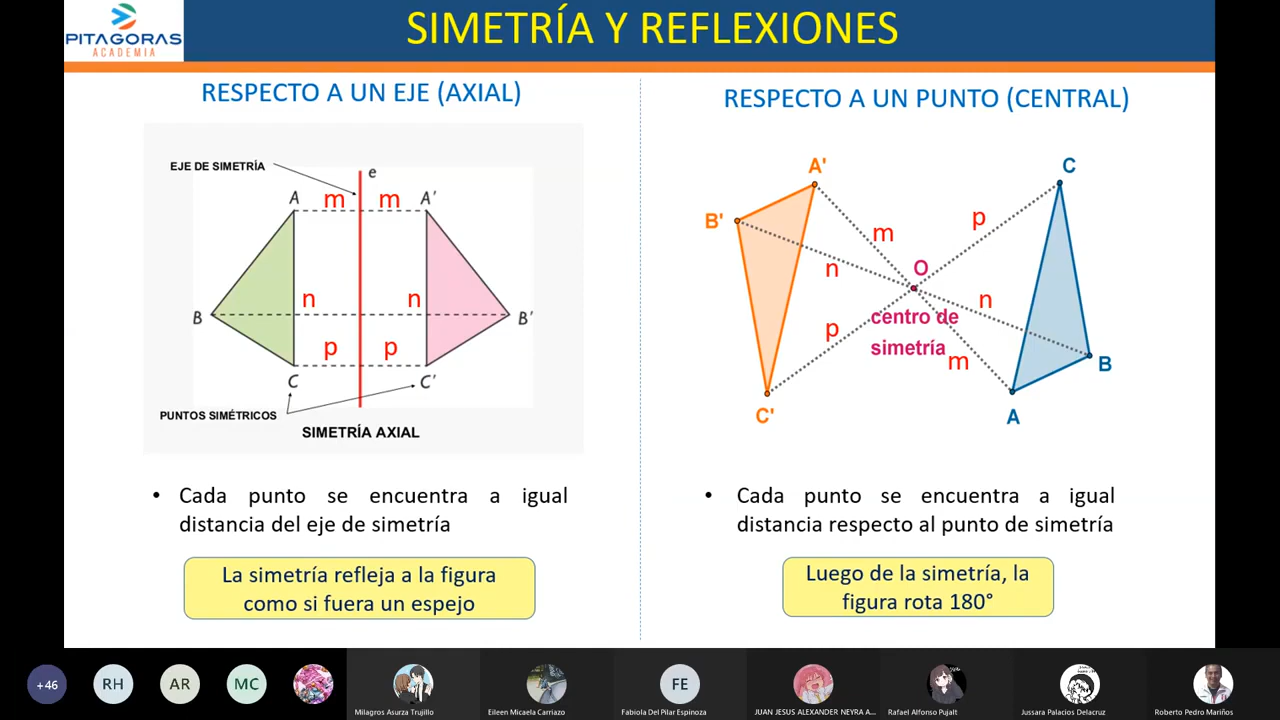 PITAGORAS
ACADEMIA
SIMETRÍA Y REFLEXIONES
RESPECTO A UN EJE (AXIAL)
EJE DE SIMETRÍA
e
A
m
m
A'
n
n
B
B'
p
p
C
C'
PUNTOS SIMÉTRICOS
SIMETRÍA AXIAL
• Cada punto se encuentra a igual
distancia del eje de simetría
La simetría refleja a la figura
como si fuera un espejo
RESPECTO A UN PUNTO (CENTRAL)
A'
C
B'
p
m
O
n
n
centro de
p
simetría
m
B
C'
A
• Cada punto se encuentra a igual
distancia respecto al punto de simetría
Luego de la simetría, la
figura rota 180°
+46
RH
AR
MC
FE
Milagros Asurza Trujillo
Eileen Micaela Carriazo
Fabiola Del Pilar Espinoza
JUAN JESUS ALEXANDER NEYRA A...
Rafael Alfonso Pujalt
Jussara Palacios Delacruz
Roberto Pedro Mariños